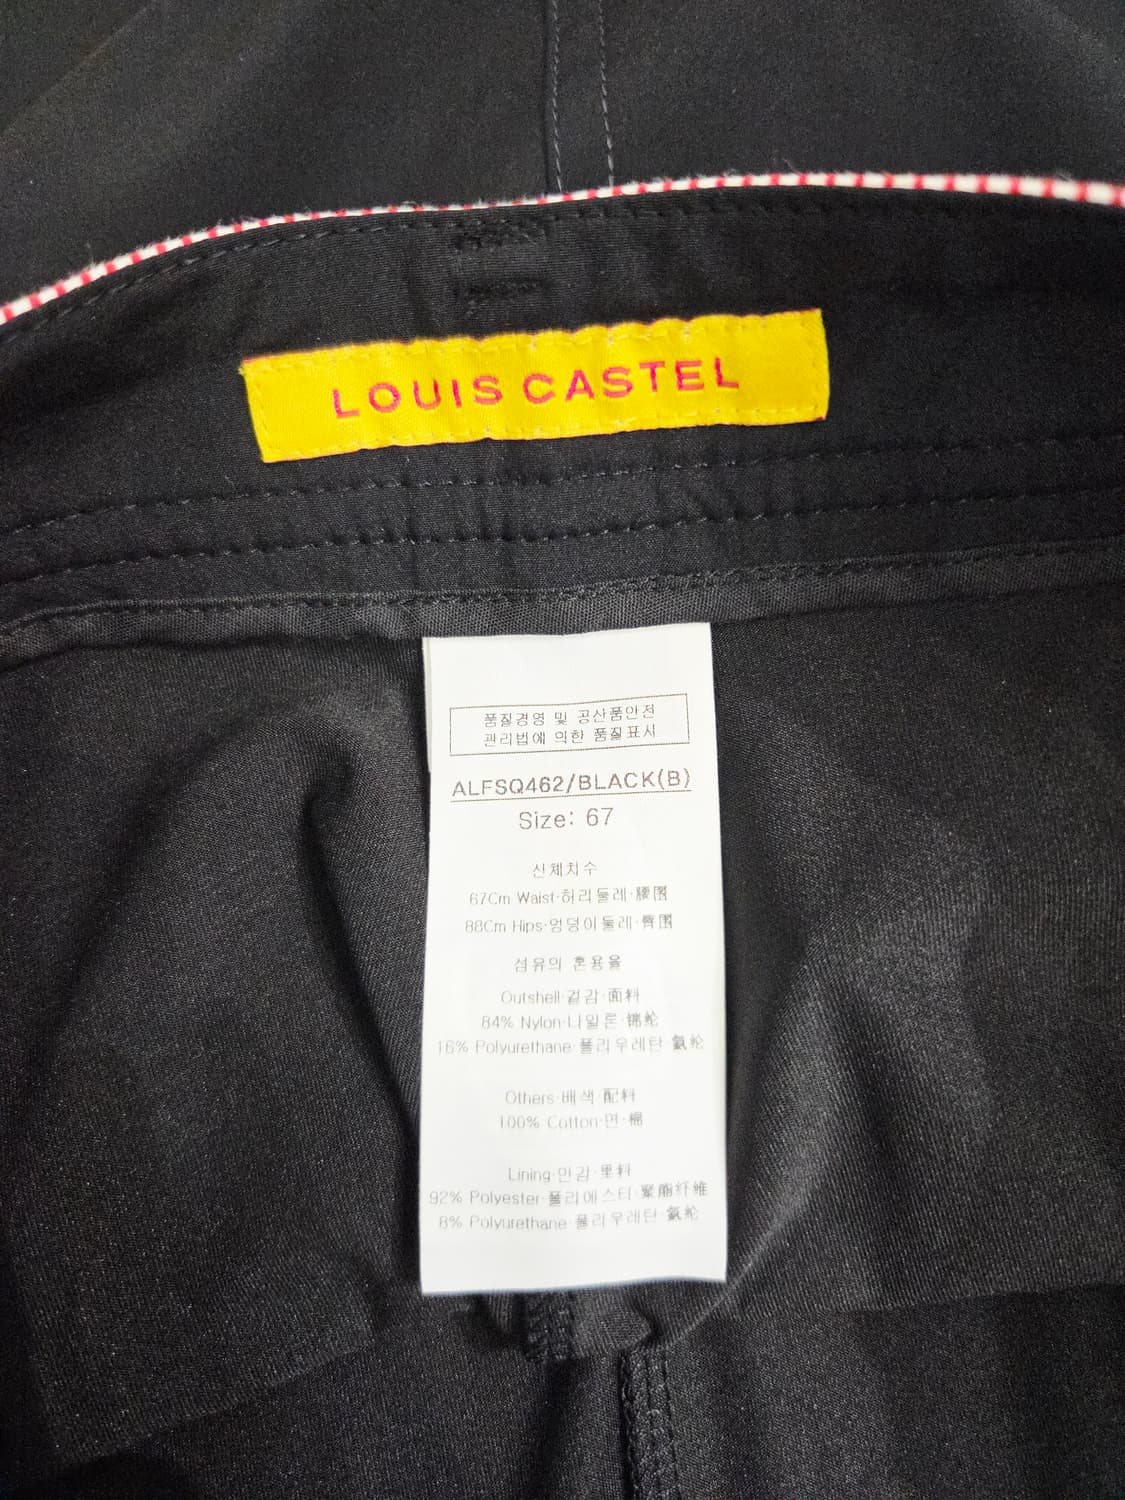 LOUIS CASTEL
품질경영 및 공산품안전
관리법에 의한 품질표시
ALFSQ462/BLACK(B)
Size: 67
신체치수
67Cm Waist·허리둘레·腰围
88Cm Hips·엉덩이둘레·臀围
섬유의 혼용율
Outshell·겉감·面料
84% Nylon·나일론·锦纶
16% Polyurethane·폴리우레탄·氨纶
Others·배색·配料
100% Cotton·면·棉
Lining·안감·里料
92% Polyester·폴리에스터·聚酯纤维
8% Polyurethane·폴리우레탄·氨纶